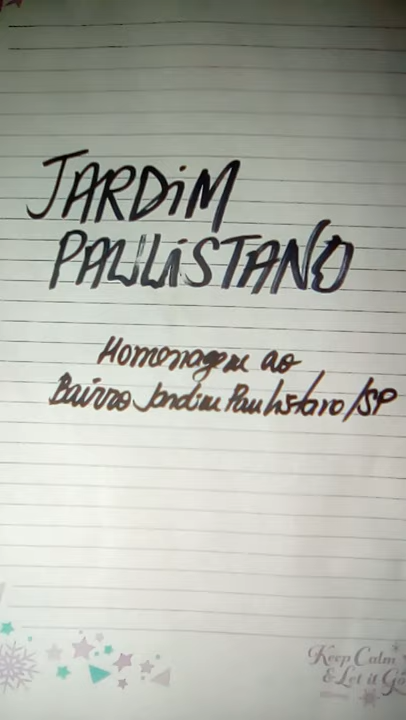 JARDiM
PAULiSTANO
Homenagem ao
Bairro Jardim Paulistano/SP
Keep Calm
& Let it Go